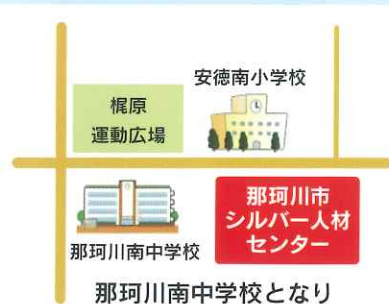 安徳南小学校
梶原
運動広場
那珂川市
シルバー人材
センター
那珂川南中学校
那珂川南中学校となり